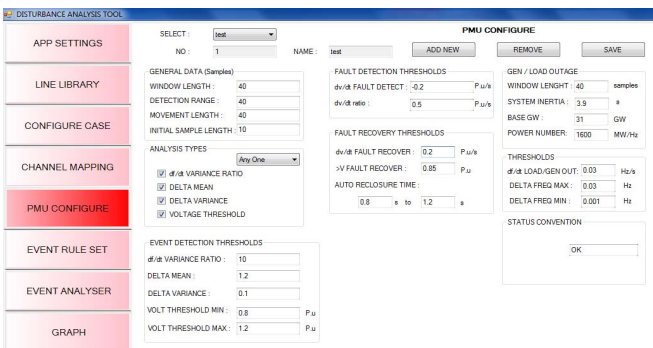 DISTURBANCE ANALYSIS TOOL
APP SETTINGS
LINE LIBRARY
CONFIGURE CASE
CHANNEL MAPPING
PMU CONFIGURE
EVENT RULE SET
EVENT ANALYSER
GRAPH
PMU CONFIGURE
SELECT : test
NO : 1 NAME : test ADD NEW REMOVE SAVE
GENERAL DATA (Samples)
WINDOW LENGTH : 40
DETECTION RANGE : 40
MOVEMENT LENGTH : 40
INITIAL SAMPLE LENGTH : 10
ANALYSIS TYPES
Any One
df/dt VARIANCE RATIO
DELTA MEAN
DELTA VARIANCE
VOLTAGE THRESHOLD
EVENT DETECTION THRESHOLDS
df/dt VARIANCE RATIO : 10
DELTA MEAN : 1.2
DELTA VARIANCE : 0.1
VOLT THRESHOLD MIN : 0.8 P.u
VOLT THRESHOLD MAX : 1.2 P.u
FAULT DETECTION THRESHOLDS
dv/dt FAULT DETECT : -0.2 P.u/s
dv/dt ratio : 0.5 P.u/s
FAULT RECOVERY THRESHOLDS
dv/dt FAULT RECOVER : 0.2 P.u/s
>V FAULT RECOVER : 0.85 P.u
AUTO RECLOSURE TIME :
0.8 s to 1.2 s
GEN / LOAD OUTAGE
WINDOW LENGHT : 40 samples
SYSTEM INERTIA : 3.9 s
BASE GW : 31 GW
POWER NUMBER: 1600 MW/Hz
THRESHOLDS
df/dt LOAD/GEN OUT: 0.03 Hz/s
DELTA FREQ MAX : 0.03 Hz
DELTA FREQ MIN : 0.001 Hz
STATUS CONVENTION
OK